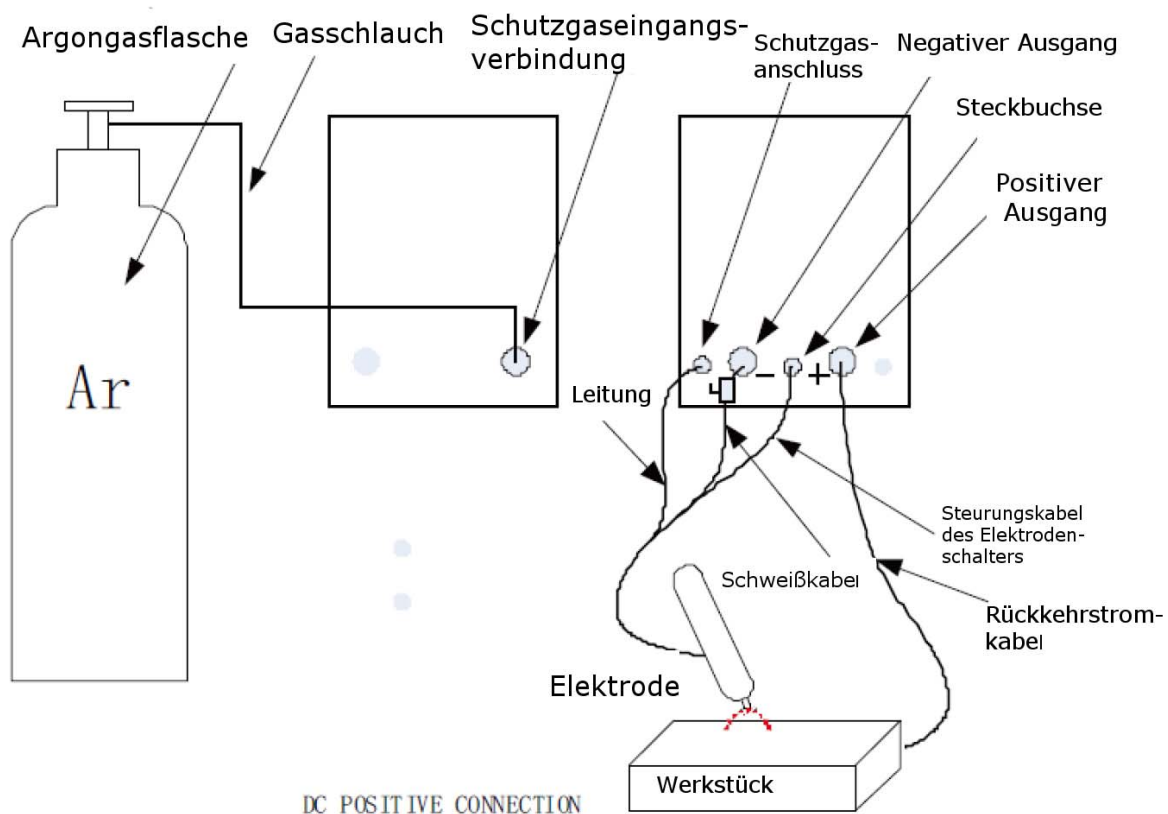 Argongasflasche
Gasschlauch
Schutzgaseingangs-
verbindung
Schutzgas-
anschluss
Negativer Ausgang
Steckbuchse
Positiver
Ausgang
Ar
- +
Leitung
Steurungskabel
des Elektroden-
schalters
Schweißkabel
Rückkehrstrom-
kabel
Elektrode
Werkstück
DC POSITIVE CONNECTION